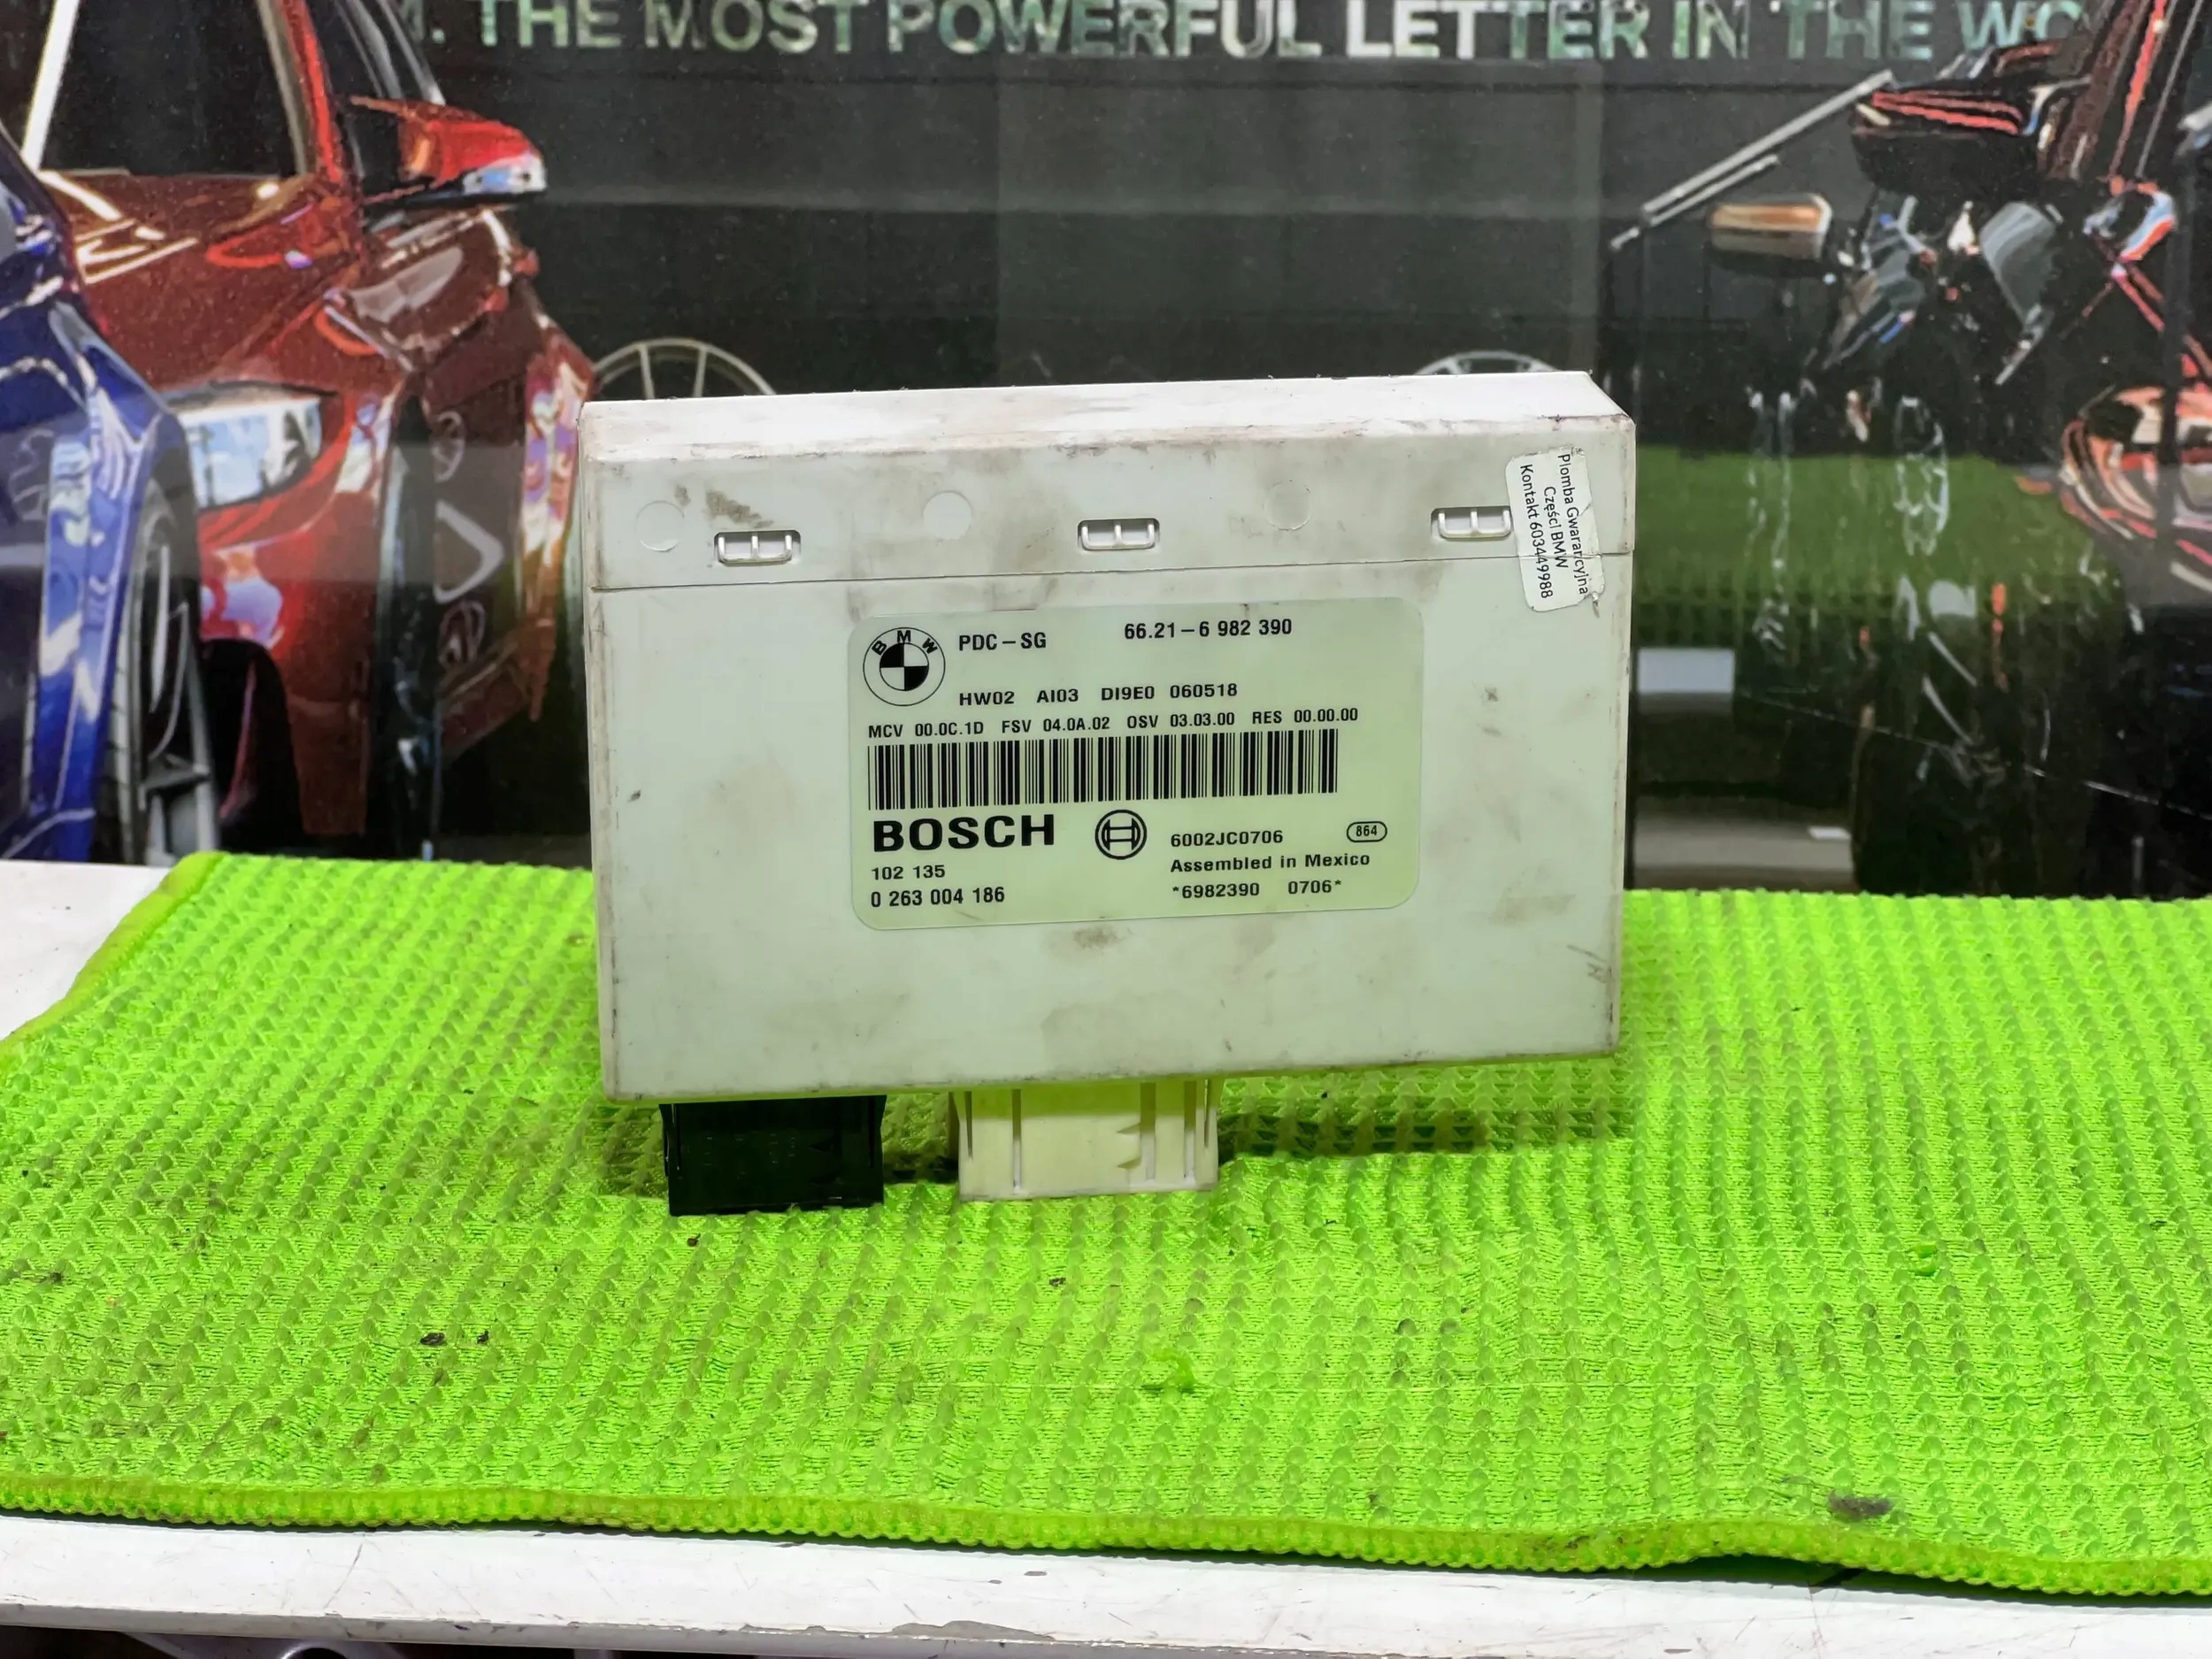 M. THE MOST POWERFUL LETTER IN THE WO
Plomba Gwarancyjna
Części BMW
Kontakt 603449988
BMW
PDC-SG 66.21-6 982 390
HW02 AI03 DI9E0 060518
MCV 00.0C.1D FSV 04.0A.02 OSV 03.03.00 RES 00.00.00
BOSCH 6002JC0706 864
102 135 Assembled in Mexico
0 263 004 186 *6982390 0706*